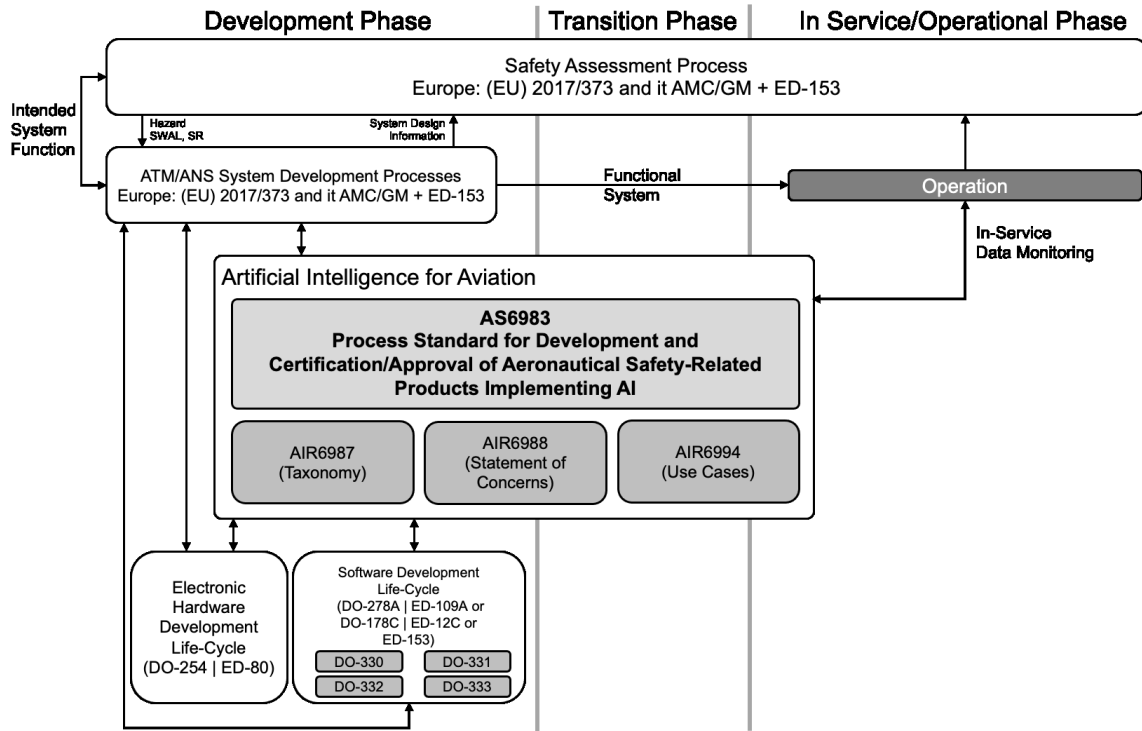 Development Phase
Transition Phase
In Service/Operational Phase
Safety Assessment Process
Europe: (EU) 2017/373 and it AMC/GM + ED-153
Intended
System
Function
Hazard
SWAL, SR
System Design
Information
ATM/ANS System Development Processes
Europe: (EU) 2017/373 and it AMC/GM + ED-153
Functional
System
Operation
In-Service
Data Monitoring
Artificial Intelligence for Aviation
AS6983
Process Standard for Development and
Certification/Approval of Aeronautical Safety-Related
Products Implementing AI
AIR6987
(Taxonomy)
AIR6988
(Statement of
Concerns)
AIR6994
(Use Cases)
Electronic
Hardware
Development
Life-Cycle
(DO-254 | ED-80)
Software Development
Life-Cycle
(DO-278A | ED-109A or
DO-178C | ED-12C or
ED-153)
DO-330
DO-331
DO-332
DO-333